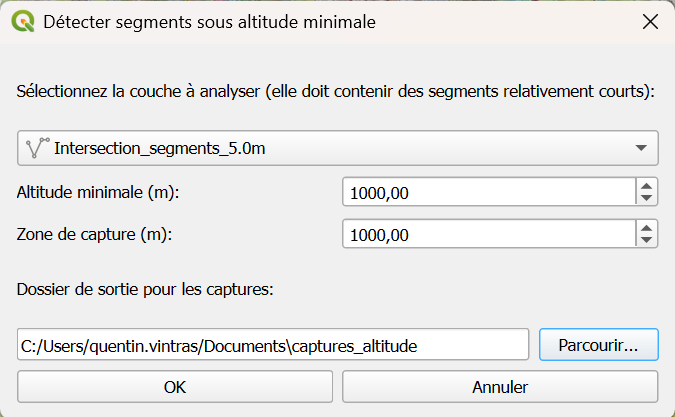 Détecter segments sous altitude minimale
Sélectionnez la couche à analyser (elle doit contenir des segments relativement courts):
Intersection_segments_5.0m
Altitude minimale (m):
1000,00
Zone de capture (m):
1000,00
Dossier de sortie pour les captures:
C:/Users/quentin.vintras/Documents\captures_altitude
Parcourir...
OK
Annuler